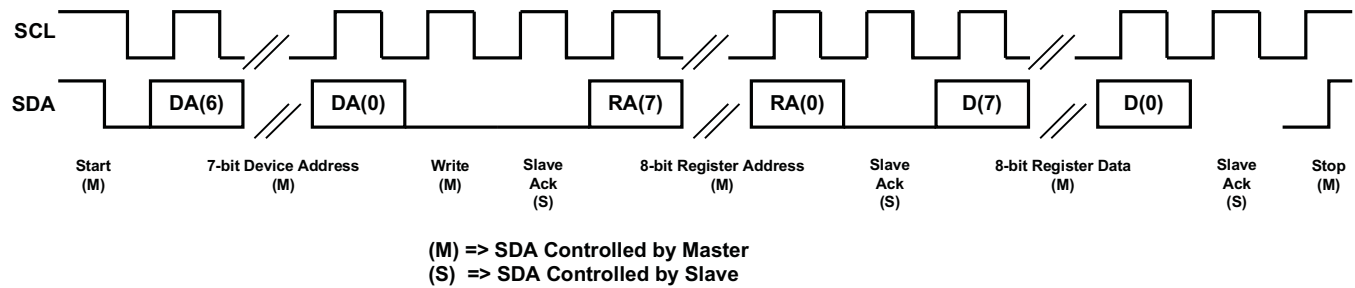 SCL
SDA
DA(6)
DA(0)
RA(7)
RA(0)
D(7)
D(0)
Start
(M)
7-bit Device Address
(M)
Write
(M)
Slave
Ack
(S)
8-bit Register Address
(M)
Slave
Ack
(S)
8-bit Register Data
(M)
Slave
Ack
(S)
Stop
(M)
(M) => SDA Controlled by Master
(S) => SDA Controlled by Slave